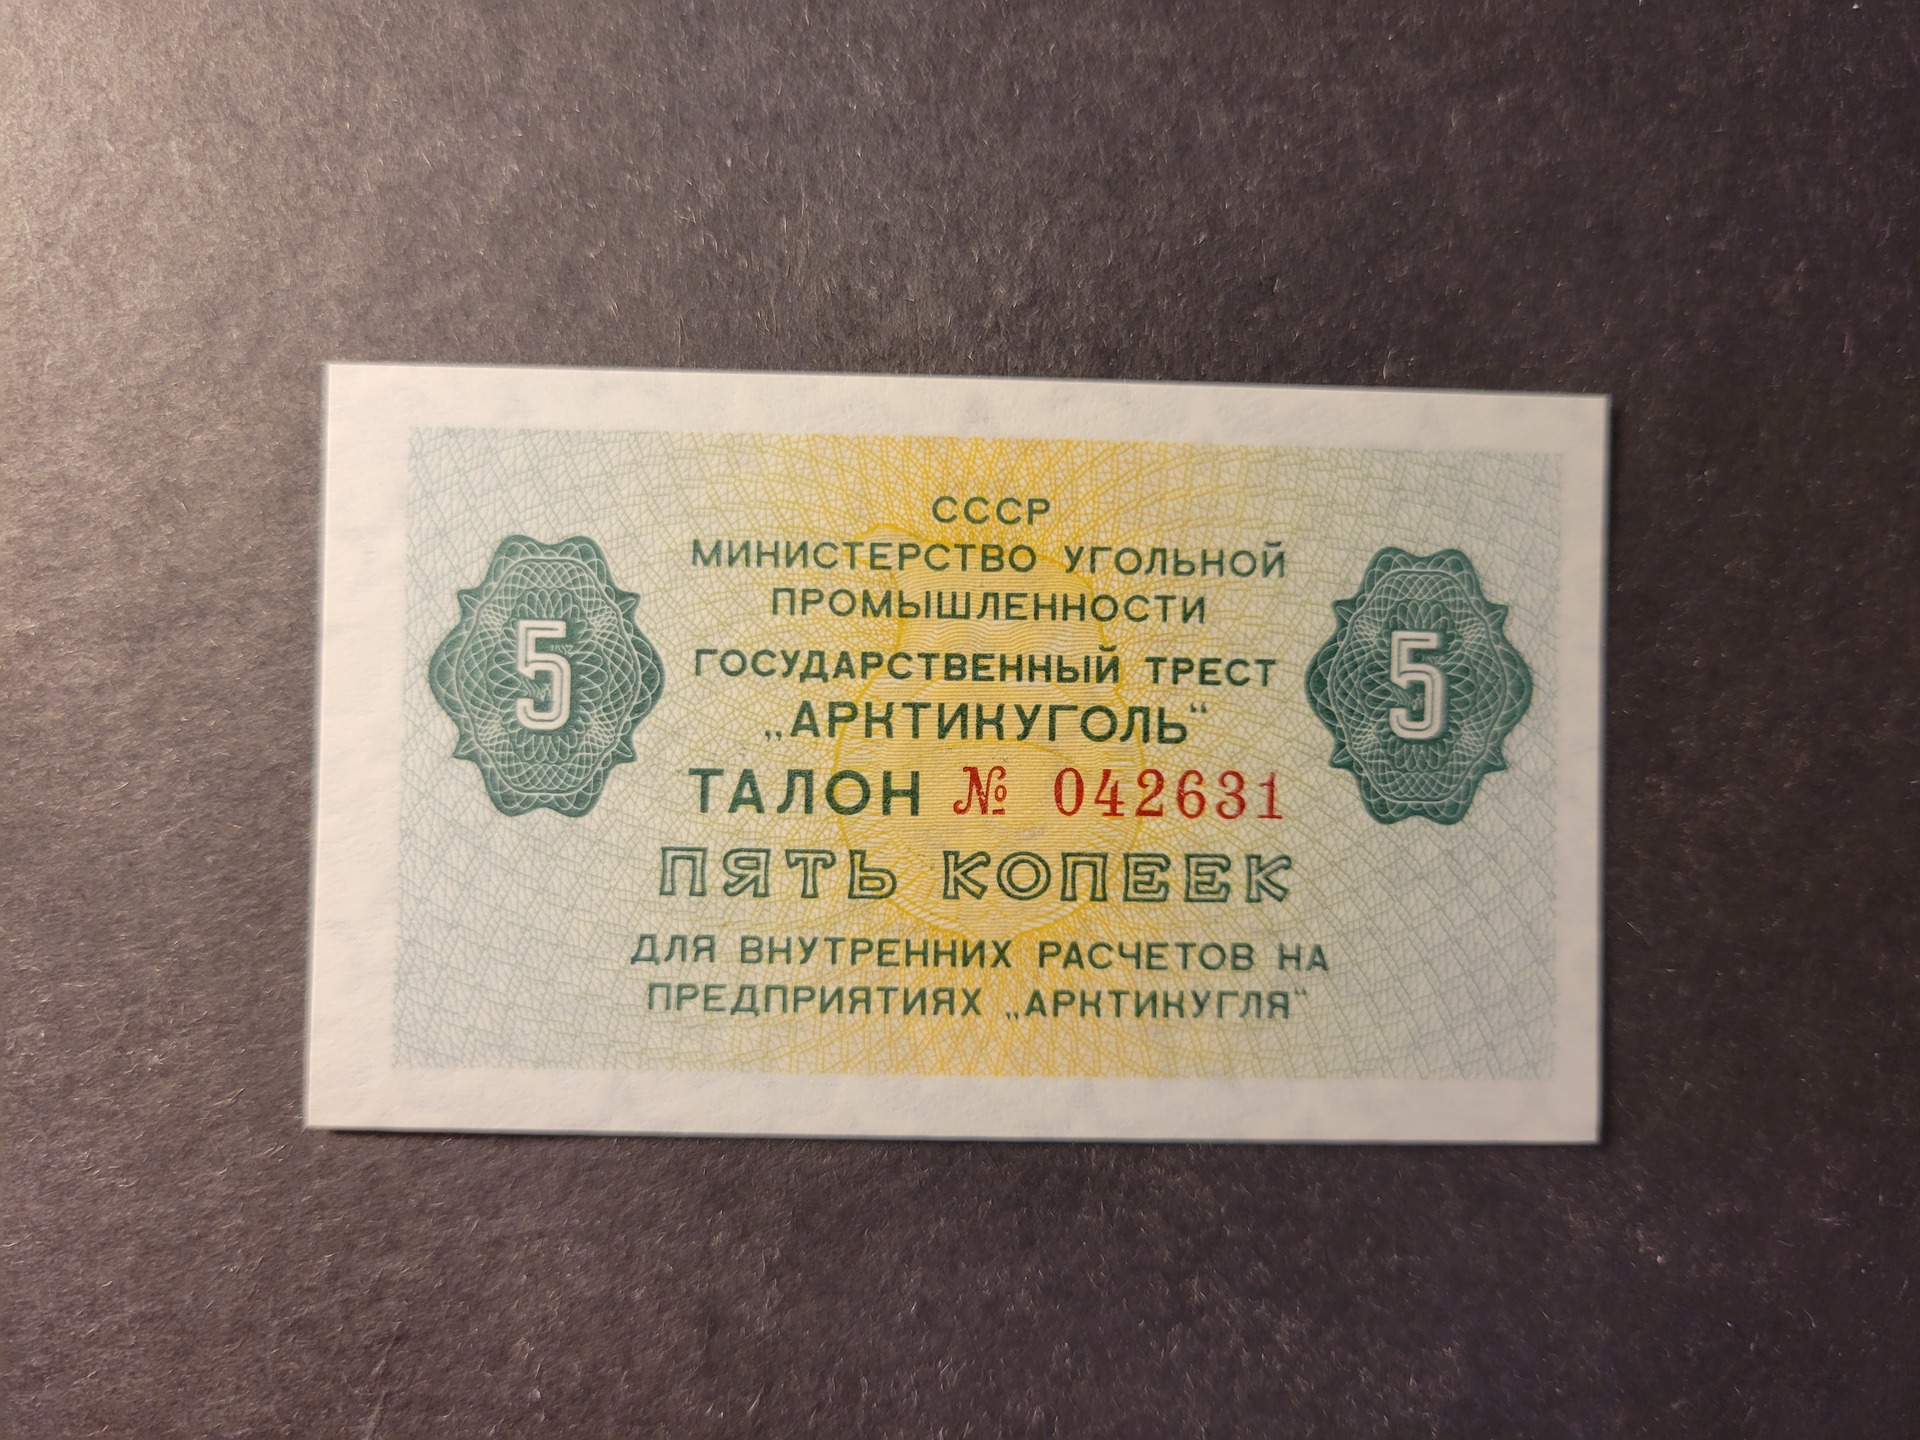 СССР
МИНИСТЕРСТВО УГОЛЬНОЙ
ПРОМЫШЛЕННОСТИ
ГОСУДАРСТВЕННЫЙ ТРЕСТ
„АРКТИКУГОЛЬ“
5 ТАЛОН № 042631 5
ПЯТЬ КОПЕЕК
ДЛЯ ВНУТРЕННИХ РАСЧЕТОВ НА
ПРЕДПРИЯТИЯХ „АРКТИКУГЛЯ“